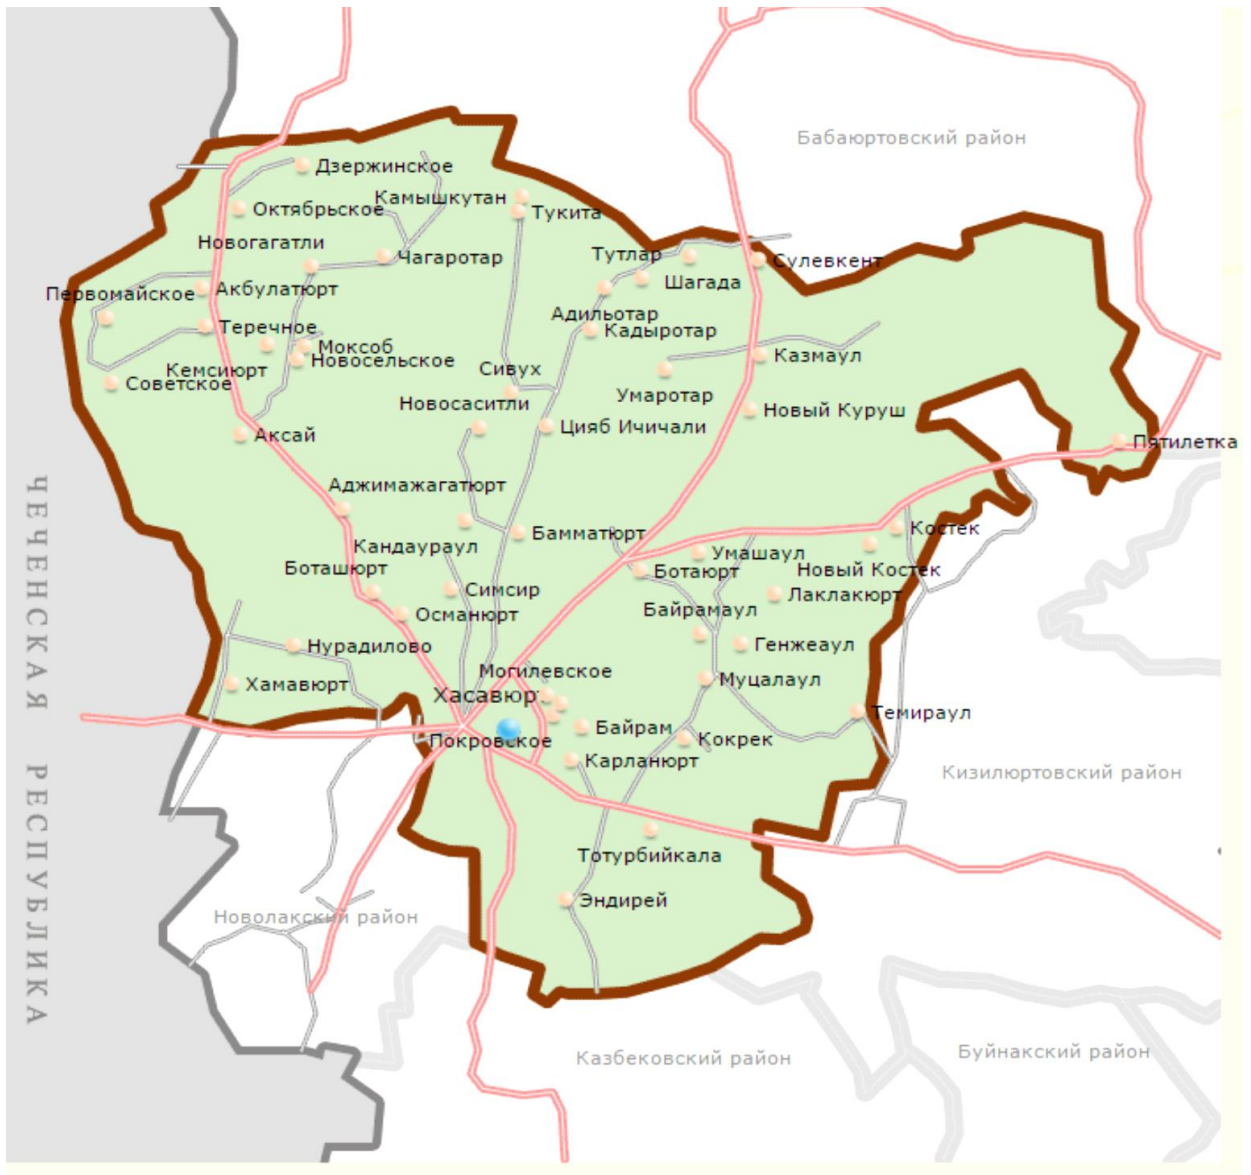 Бабаюртовский район
Дзержинское
Камышкутан
Октябрьское
Тукита
Новогагатли
Чагаротар
Тутлар
Сулевкент
Шагада
Первомайское
Акбулатюрт
Адильотар
Теречное
Кадыротар
Моксоб
Новосельское
Казмаул
Кемсиюрт
Сивух
Советское
Умаротар
Новосаситли
Новый Куруш
Цияб Ичичали
Аксай
Пятилетка
Аджимажагатюрт
Костек
Бамматюрт
Кандаураул
Умашаул
Боташюрт
Ботаюрт
Новый Костек
Симсир
Лаклакюрт
Османюрт
Байрамаул
Нурадилово
Генжеаул
Могилевское
Хамавюрт
Муцалаул
Хасавюрт
Темираул
Байрам
Покровское
Кокрек
Карланюрт
Кизилюртовский район
Тотурбийкала
Эндирей
Новолакский район
Казбековский район
Буйнакский район
ЧЕЧЕНСКАЯ РЕСПУБЛИКА